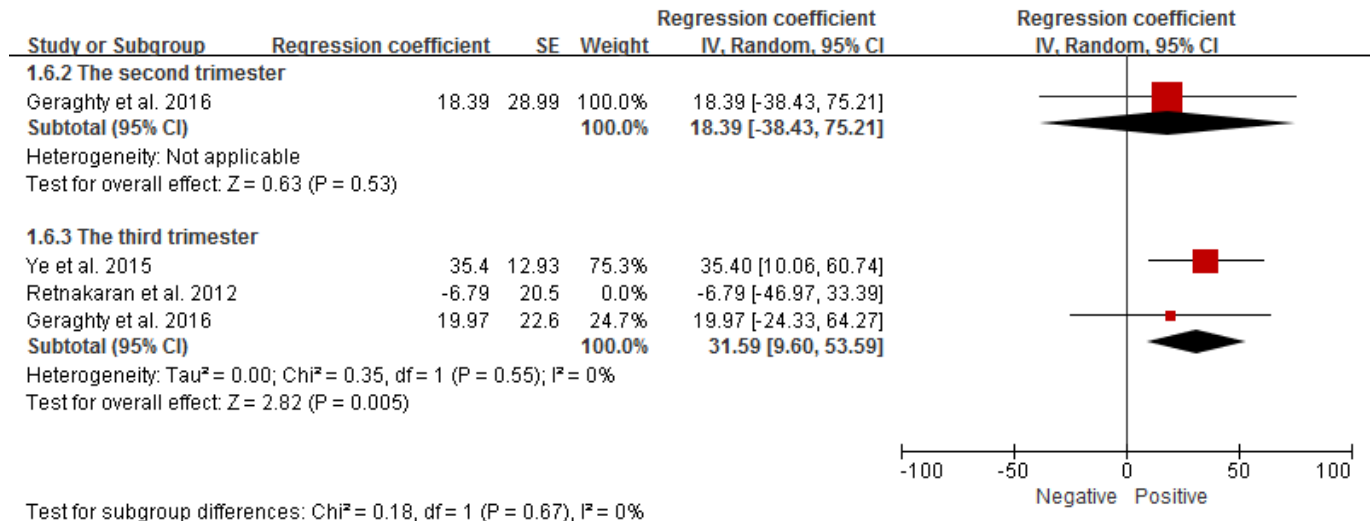 Regression coefficient Regression coefficient
Study or Subgroup Regression coefficient SE Weight IV, Random, 95% CI IV, Random, 95% CI
1.6.2 The second trimester
Geraghty et al. 2016 18.39 28.99 100.0% 18.39 [-38.43, 75.21]
Subtotal (95% CI) 100.0% 18.39 [-38.43, 75.21]
Heterogeneity: Not applicable
Test for overall effect: Z = 0.63 (P = 0.53)
1.6.3 The third trimester
Ye et al. 2015 35.4 12.93 75.3% 35.40 [10.06, 60.74]
Retnakaran et al. 2012 -6.79 20.5 0.0% -6.79 [-46.97, 33.39]
Geraghty et al. 2016 19.97 22.6 24.7% 19.97 [-24.33, 64.27]
Subtotal (95% CI) 100.0% 31.59 [9.60, 53.59]
Heterogeneity: Tau² = 0.00; Chi² = 0.35, df = 1 (P = 0.55); I² = 0%
Test for overall effect: Z = 2.82 (P = 0.005)
-100 -50 0 50 100
Negative Positive
Test for subgroup differences: Chi² = 0.18, df = 1 (P = 0.67), I² = 0%